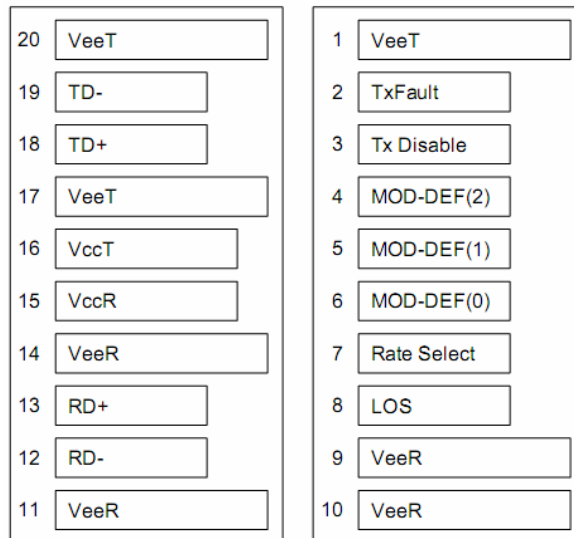 20 VeeT
19 TD-
18 TD+
17 VeeT
16 VccT
15 VccR
14 VeeR
13 RD+
12 RD-
11 VeeR
1 VeeT
2 TxFault
3 Tx Disable
4 MOD-DEF(2)
5 MOD-DEF(1)
6 MOD-DEF(0)
7 Rate Select
8 LOS
9 VeeR
10 VeeR